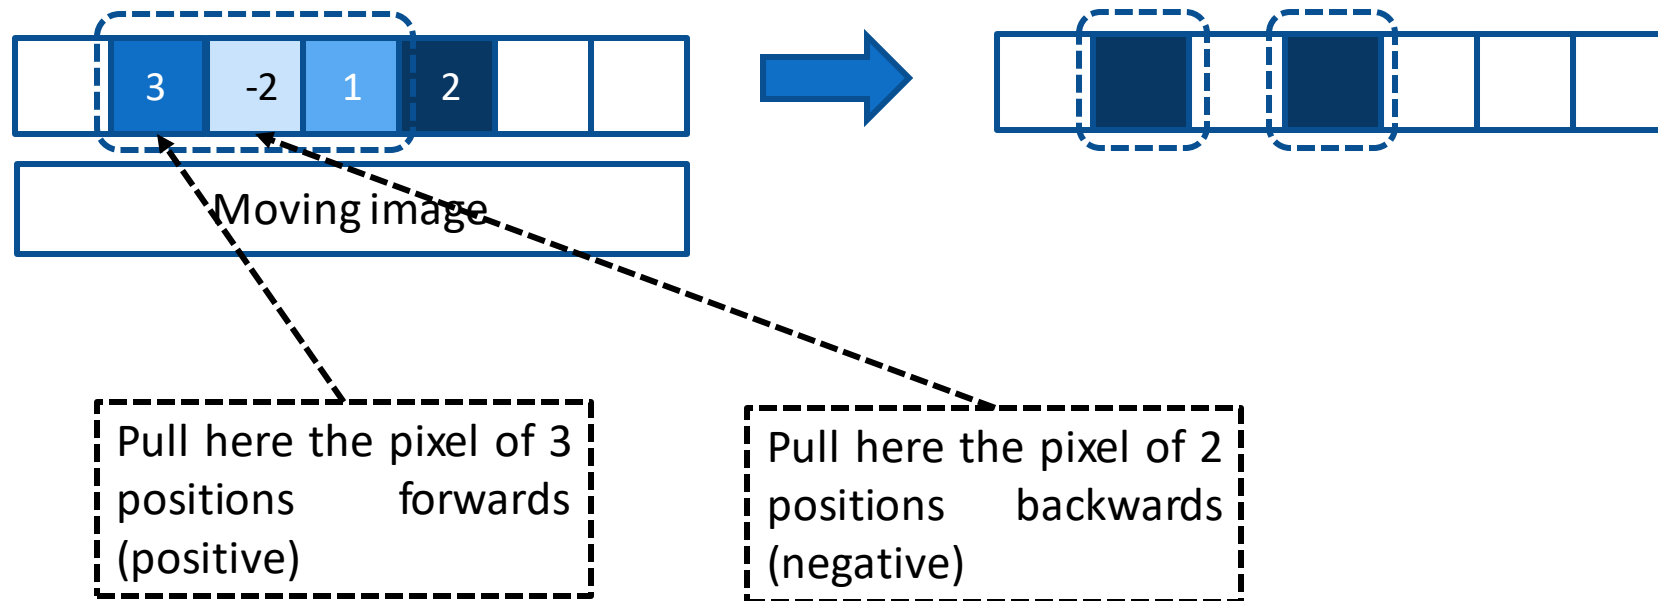 3 -2 1 2
Moving image
Pull here the pixel of 3
positions forwards
(positive)
Pull here the pixel of 2
positions backwards
(negative)